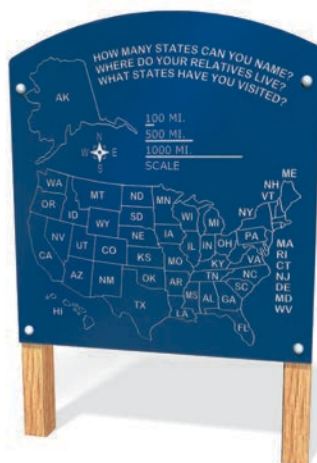 HOW MANY STATES CAN YOU NAME?
WHERE DO YOUR RELATIVES LIVE?
WHAT STATES HAVE YOU VISITED?
AK
100 MI.
500 MI.
1000 MI.
SCALE
N
W E
S
WA
OR
ID
MT
ND
MN
WI
MI
NY
ME
NH
VT
NV
CA
UT
WY
SD
NE
IA
IL
IN
OH
PA
CO
KS
MO
KY
VA
AZ
NM
OK
AR
TN
NC
SC
TX
LA
MS
AL
GA
FL
HI
MA
RI
CT
NJ
DE
MD
WV